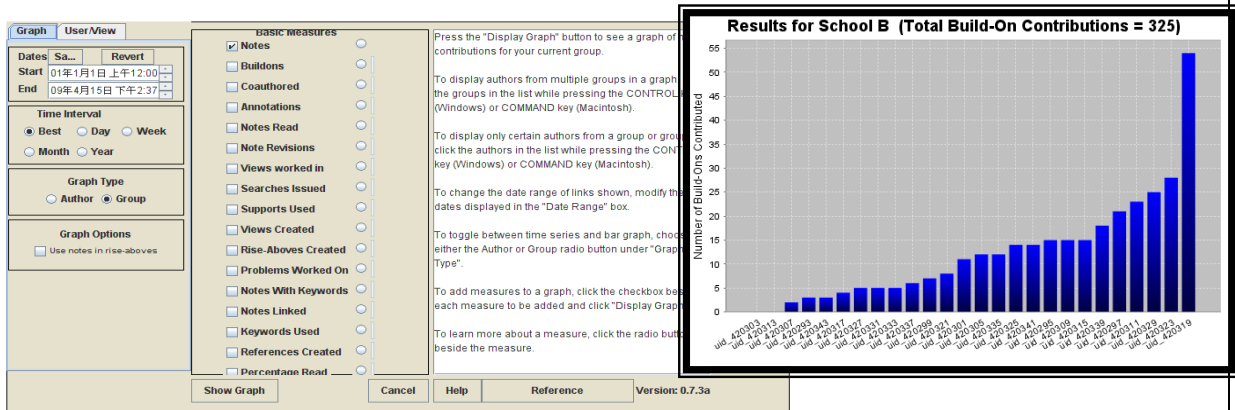 Graph
User/View
Dates
Sa...
Revert
Start 01年1月1日 上午12:00
End 09年4月15日 下午2:37
Time Interval
Best Day Week
Month Year
Graph Type
Author Group
Graph Options
Use notes in rise-aboves
Basic Measures
Notes
Buildons
Coauthored
Annotations
Notes Read
Note Revisions
Views worked in
Searches Issued
Supports Used
Views Created
Rise-Aboves Created
Problems Worked On
Notes With Keywords
Notes Linked
Keywords Used
References Created
Percentage Read
Press the "Display Graph" button to see a graph of
contributions for your current group.
To display authors from multiple groups in a graph
the groups in the list while pressing the CONTROL
(Windows) or COMMAND key (Macintosh).
To display only certain authors from a group or
click the authors in the list while pressing the
key (Windows) or COMMAND key (Macintosh).
To change the date range of links shown, modify the
dates displayed in the "Date Range" box.
To toggle between time series and bar graph,
either the Author or Group radio button under "Graph
Type".
To add measures to a graph, click the checkbox
each measure to be added and click "Display
To learn more about a measure, click the radio
beside the measure.
Show Graph
Cancel
Help
Reference
Version: 0.7.3a
Results for School B (Total Build-On Contributions = 325)
Number of Build-Ons Contributed
55
50
45
40
35
30
25
20
15
10
5
0
uid_420303
uid_420313
uid_420307
uid_420293
uid_420343
uid_420317
uid_420327
uid_420331
uid_420333
uid_420337
uid_420299
uid_420321
uid_420301
uid_420305
uid_420335
uid_420325
uid_420341
uid_420295
uid_420309
uid_420315
uid_420339
uid_420297
uid_420311
uid_420329
uid_420323
uid_420319